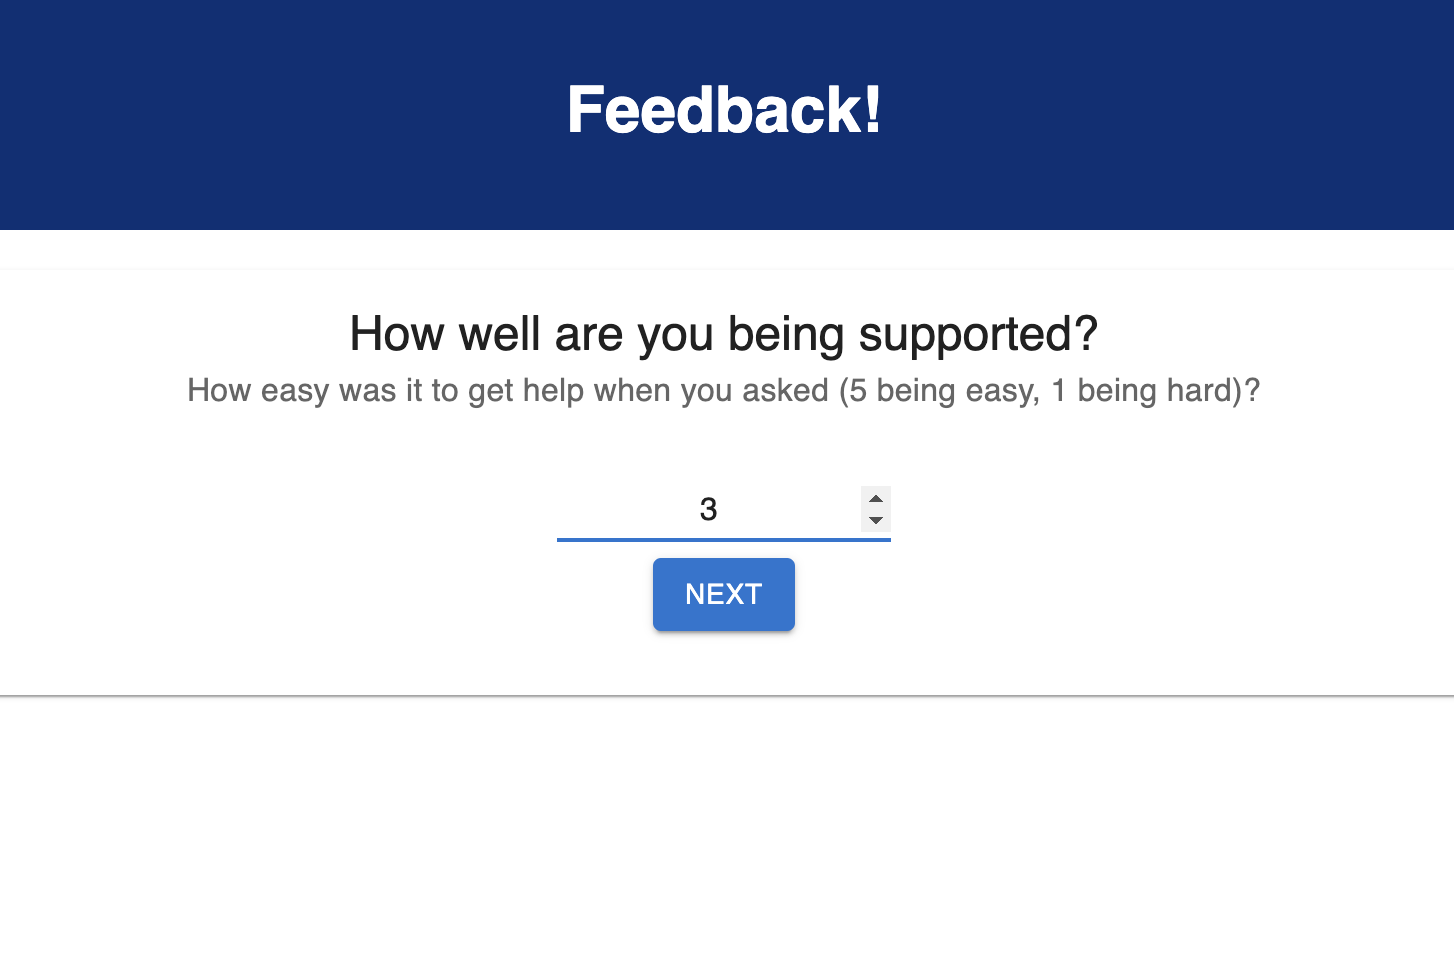 Feedback!
How well are you being supported?
How easy was it to get help when you asked (5 being easy, 1 being hard)?
3
NEXT